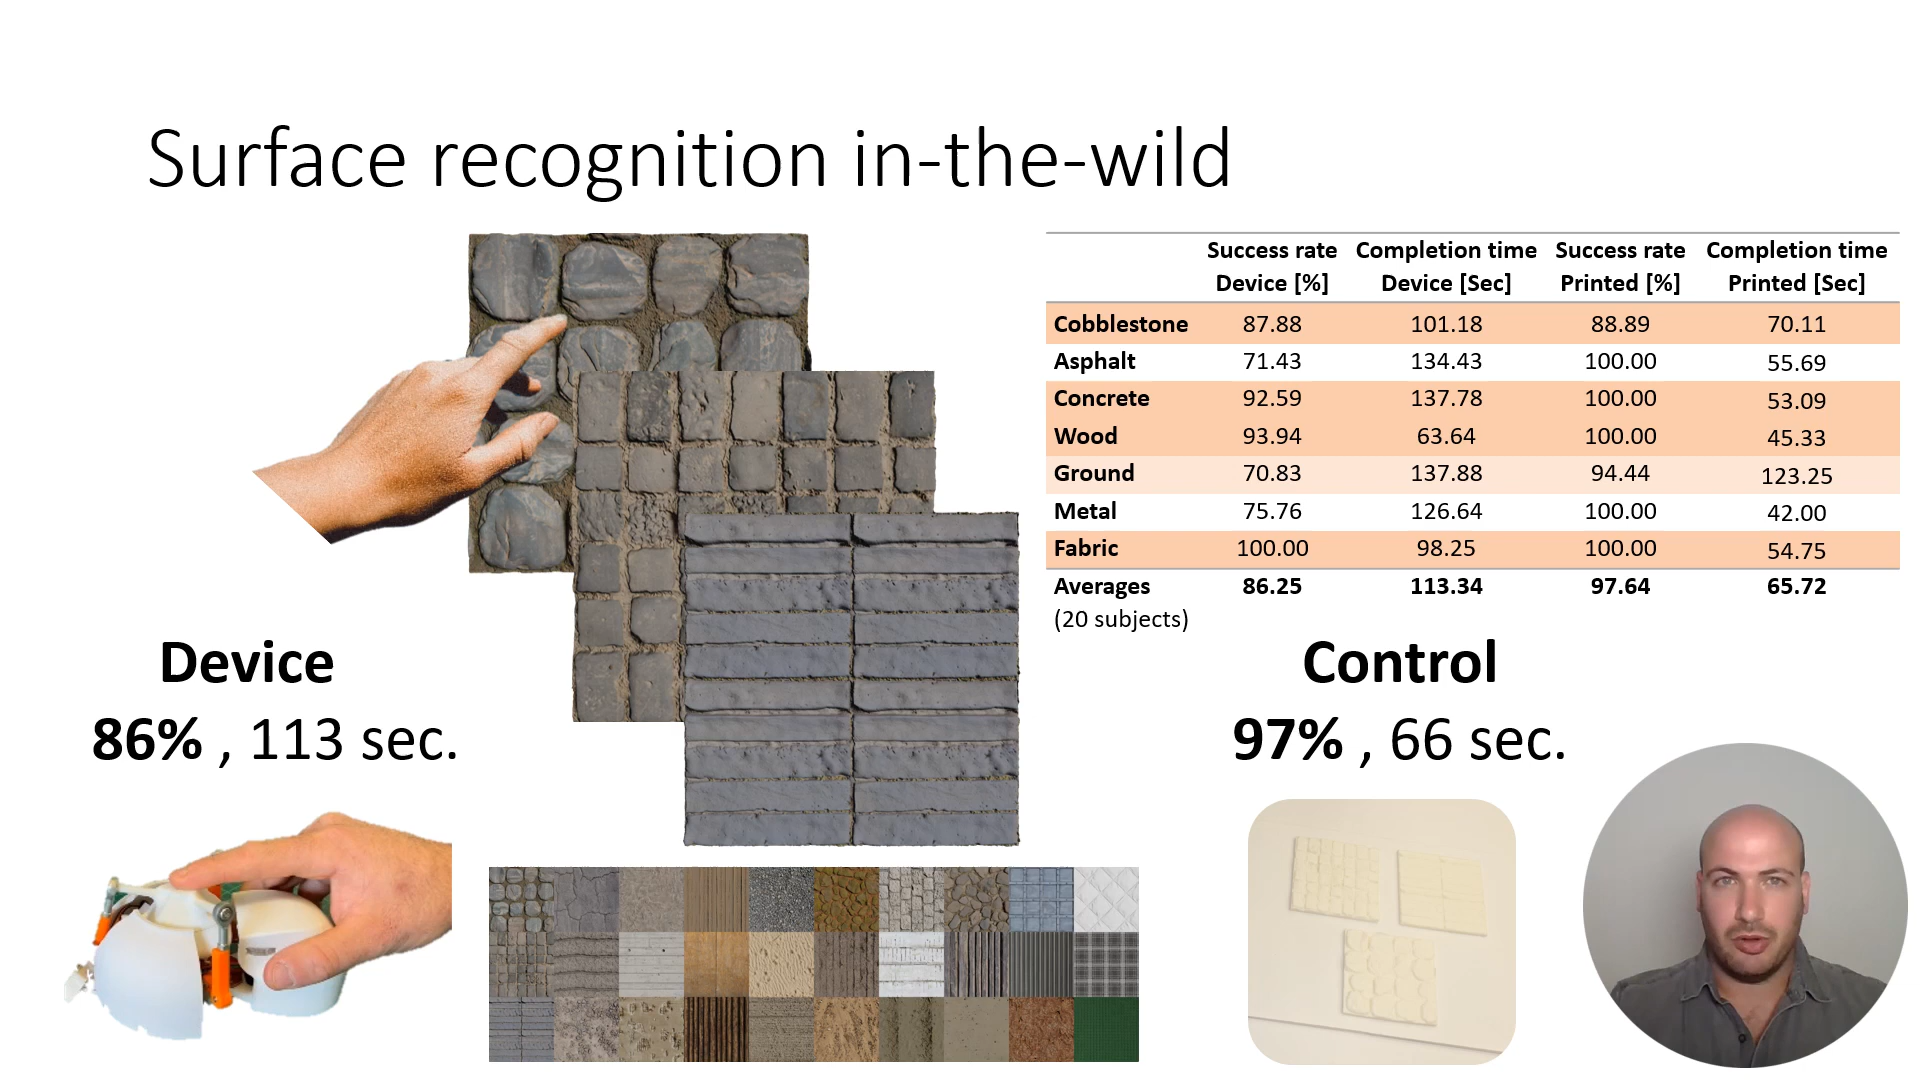 Surface recognition in-the-wild
Success rate Completion time Success rate Completion time
Device [%] Device [Sec] Printed [%] Printed [Sec]
Cobblestone 87.88 101.18 88.89 70.11
Asphalt 71.43 134.43 100.00 55.69
Concrete 92.59 137.78 100.00 53.09
Wood 93.94 63.64 100.00 45.33
Ground 70.83 137.88 94.44 123.25
Metal 75.76 126.64 100.00 42.00
Fabric 100.00 98.25 100.00 54.75
Averages 86.25 113.34 97.64 65.72
(20 subjects)
Device
86% , 113 sec.
Control
97% , 66 sec.